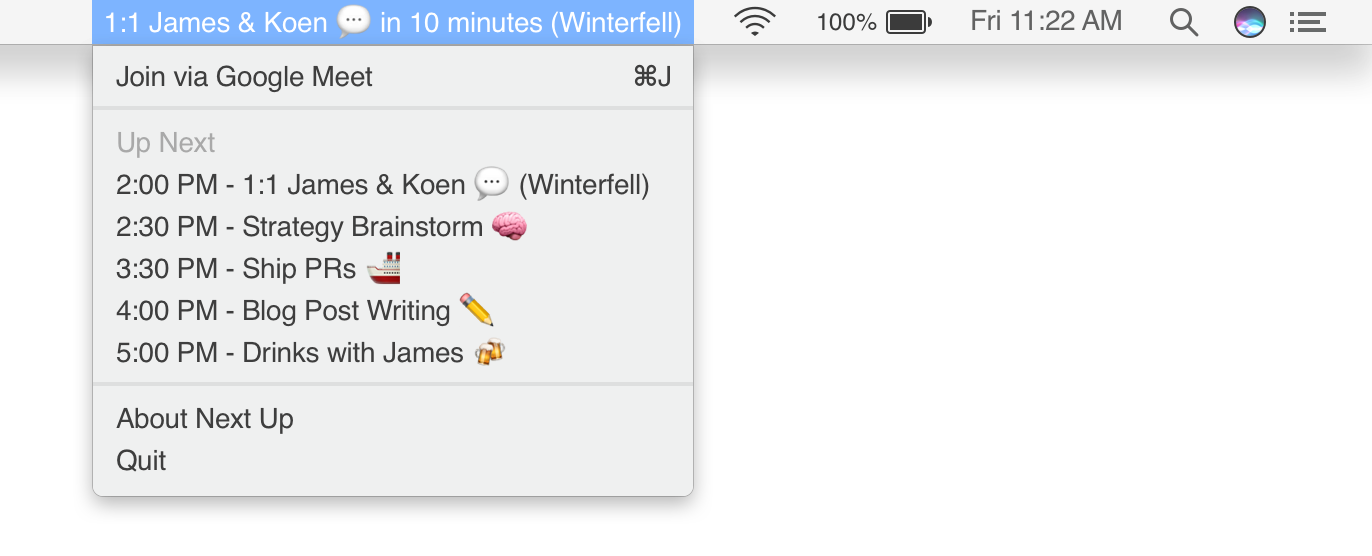 1:1 James & Koen 💬 in 10 minutes (Winterfell) 100% Fri 11:22 AM
Join via Google Meet ⌘J
Up Next
2:00 PM - 1:1 James & Koen 💬 (Winterfell)
2:30 PM - Strategy Brainstorm 🧠
3:30 PM - Ship PRs 🚢
4:00 PM - Blog Post Writing ✏️
5:00 PM - Drinks with James 🍻
About Next Up
Quit